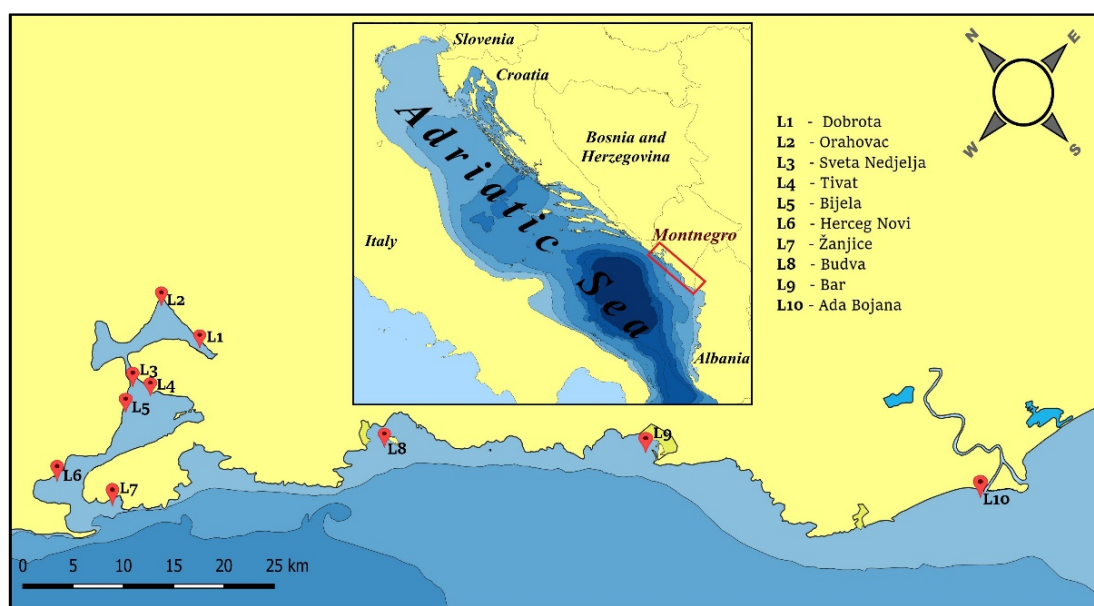 Slovenia
Croatia
Bosnia and
Herzegovina
Adriatic
Sea
Italy
Montnegro
Albania
N
E
W
S
L1 - Dobrota
L2 - Orahovac
L3 - Sveta Nedjelja
L4 - Tivat
L5 - Bijela
L6 - Herceg Novi
L7 - Žanjice
L8 - Budva
L9 - Bar
L10 - Ada Bojana
L2
L1
L3
L4
L5
L6
L7
L8
L9
L10
0 5 10 15 20 25 km